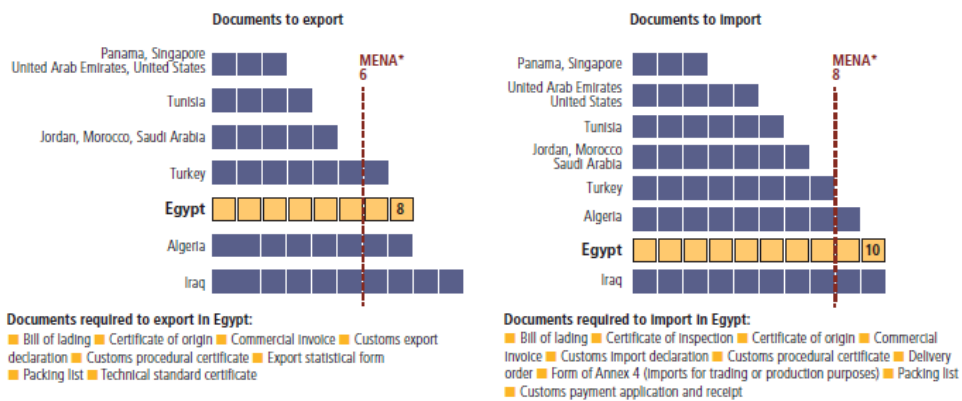 Documents to export
Panama, Singapore
United Arab Emirates, United States
Tunisia
Jordan, Morocco, Saudi Arabia
Turkey
Egypt
8
Algeria
Iraq
MENA*
6
Documents required to export in Egypt:
Bill of lading Certificate of origin Commercial invoice Customs export
declaration Customs procedural certificate Export statistical form
Packing list Technical standard certificate
Documents to import
Panama, Singapore
United Arab Emirates
United States
Tunisia
Jordan, Morocco
Saudi Arabia
Turkey
Algeria
Egypt
10
Iraq
MENA*
8
Documents required to import in Egypt:
Bill of lading Certificate of inspection Certificate of origin Commercial
invoice Customs import declaration Customs procedural certificate Delivery
order Form of Annex 4 (imports for trading or production purposes) Packing list
Customs payment application and receipt